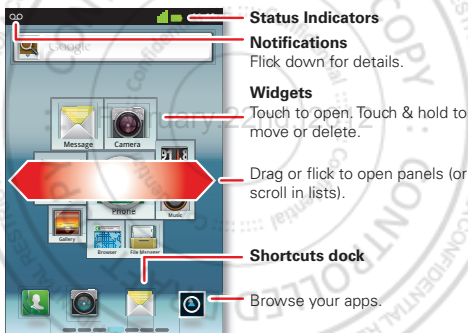 Status Indicators
Google
Notifications
Flick down for details.
Widgets
Touch to open. Touch & hold to
move or delete.
Message
Camera
Drag or flick to open panels (or
scroll in lists).
Phone
Music
Gallery
Browser
File Manager
Shortcuts dock
Browse your apps.